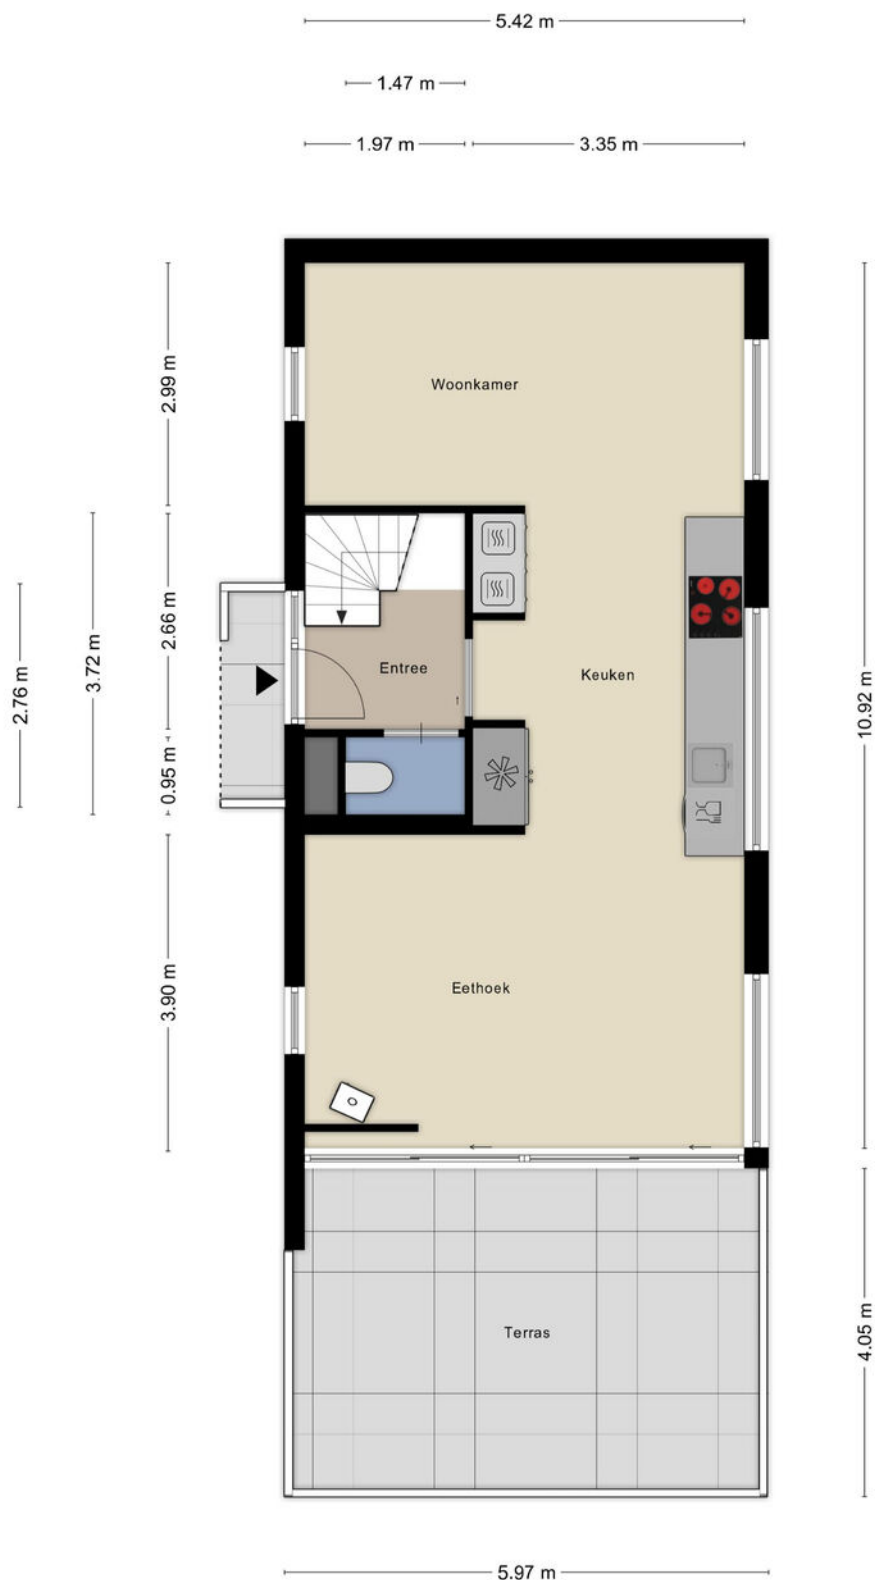 5.42 m
1.47 m
1.97 m
3.35 m
Woonkamer
2.99 m
2.66 m
3.72 m
2.76 m
Entree
Keuken
10.92 m
0.95 m
3.90 m
Eethoek
Terras
4.05 m
5.97 m